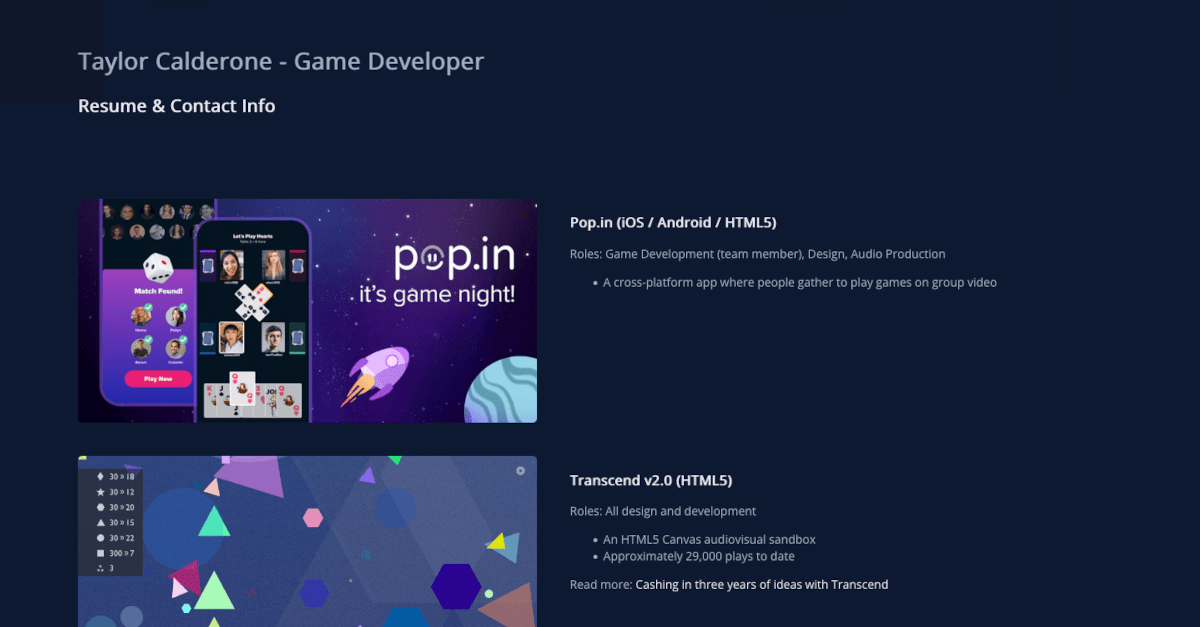 Taylor Calderone - Game Developer
Resume & Contact Info
Let's Play Hearts
Match Found!
Play Now
pop.in
it's game night!
Pop.in (iOS / Android / HTML5)
Roles: Game Development (team member), Design, Audio Production
• A cross-platform app where people gather to play games on group video
30 » 18
30 » 12
30 » 20
30 » 15
30 » 22
300 » 7
3
Transcend v2.0 (HTML5)
Roles: All design and development
• An HTML5 Canvas audiovisual sandbox
• Approximately 29,000 plays to date
Read more: Cashing in three years of ideas with Transcend